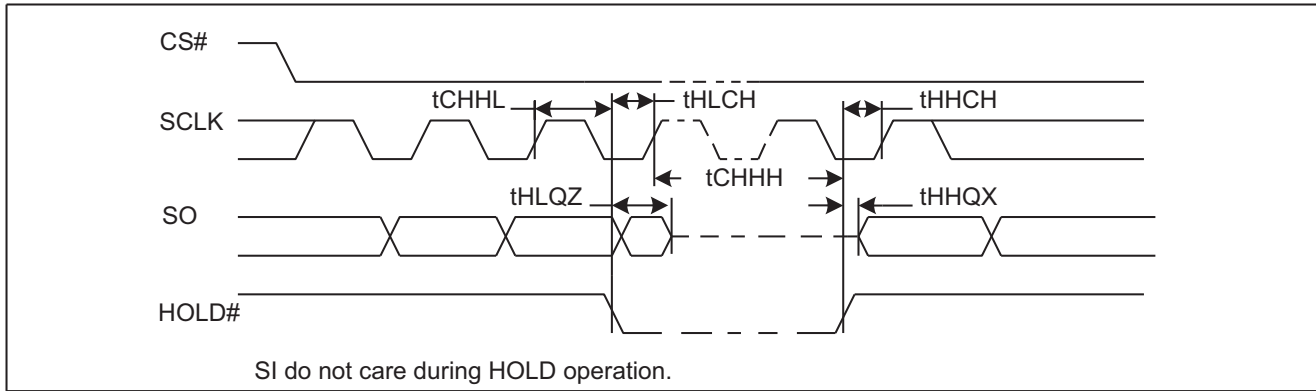 CS#
tCHHL
tHLCH
tHHCH
SCLK
tCHHH
tHLQZ
tHHQX
SO
HOLD#
SI do not care during HOLD operation.